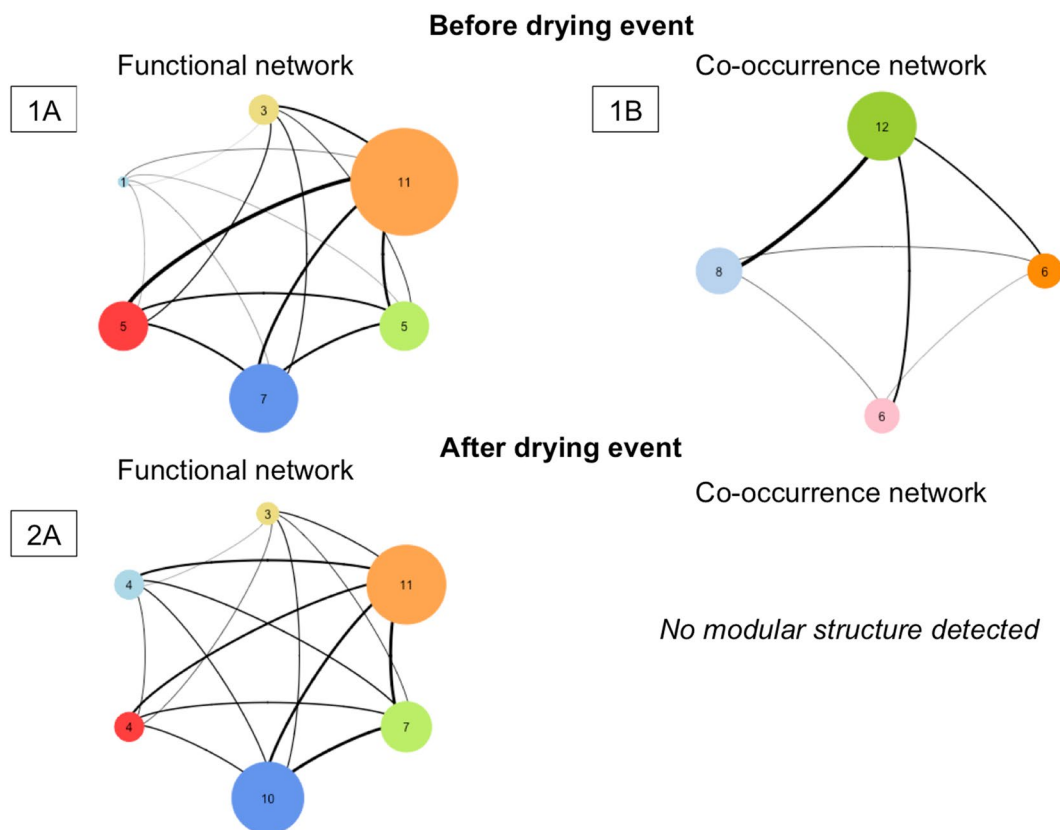 Before drying event
Functional network
Co-occurrence network
1A
1B
3
12
1
11
8
6
5
5
7
6
After drying event
Functional network
Co-occurrence network
2A
3
4
11
No modular structure detected
4
7
10